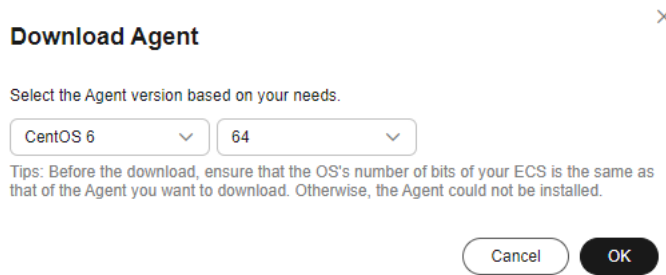 Download Agent
Select the Agent version based on your needs.
CentOS 6
64
Tips: Before the download, ensure that the OS's number of bits of your ECS is the same as
that of the Agent you want to download. Otherwise, the Agent could not be installed.
Cancel
OK